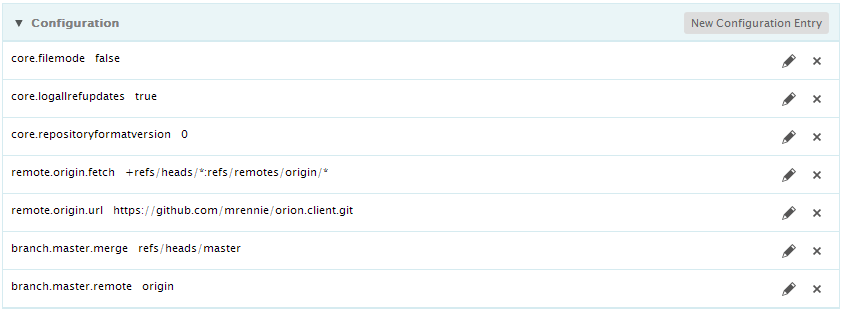 Configuration New Configuration Entry
core.filemode false
core.logallrefupdates true
core.repositoryformatversion 0
remote.origin.fetch +refs/heads/*:refs/remotes/origin/*
remote.origin.url https://github.com/mrennie/orion.client.git
branch.master.merge refs/heads/master
branch.master.remote origin